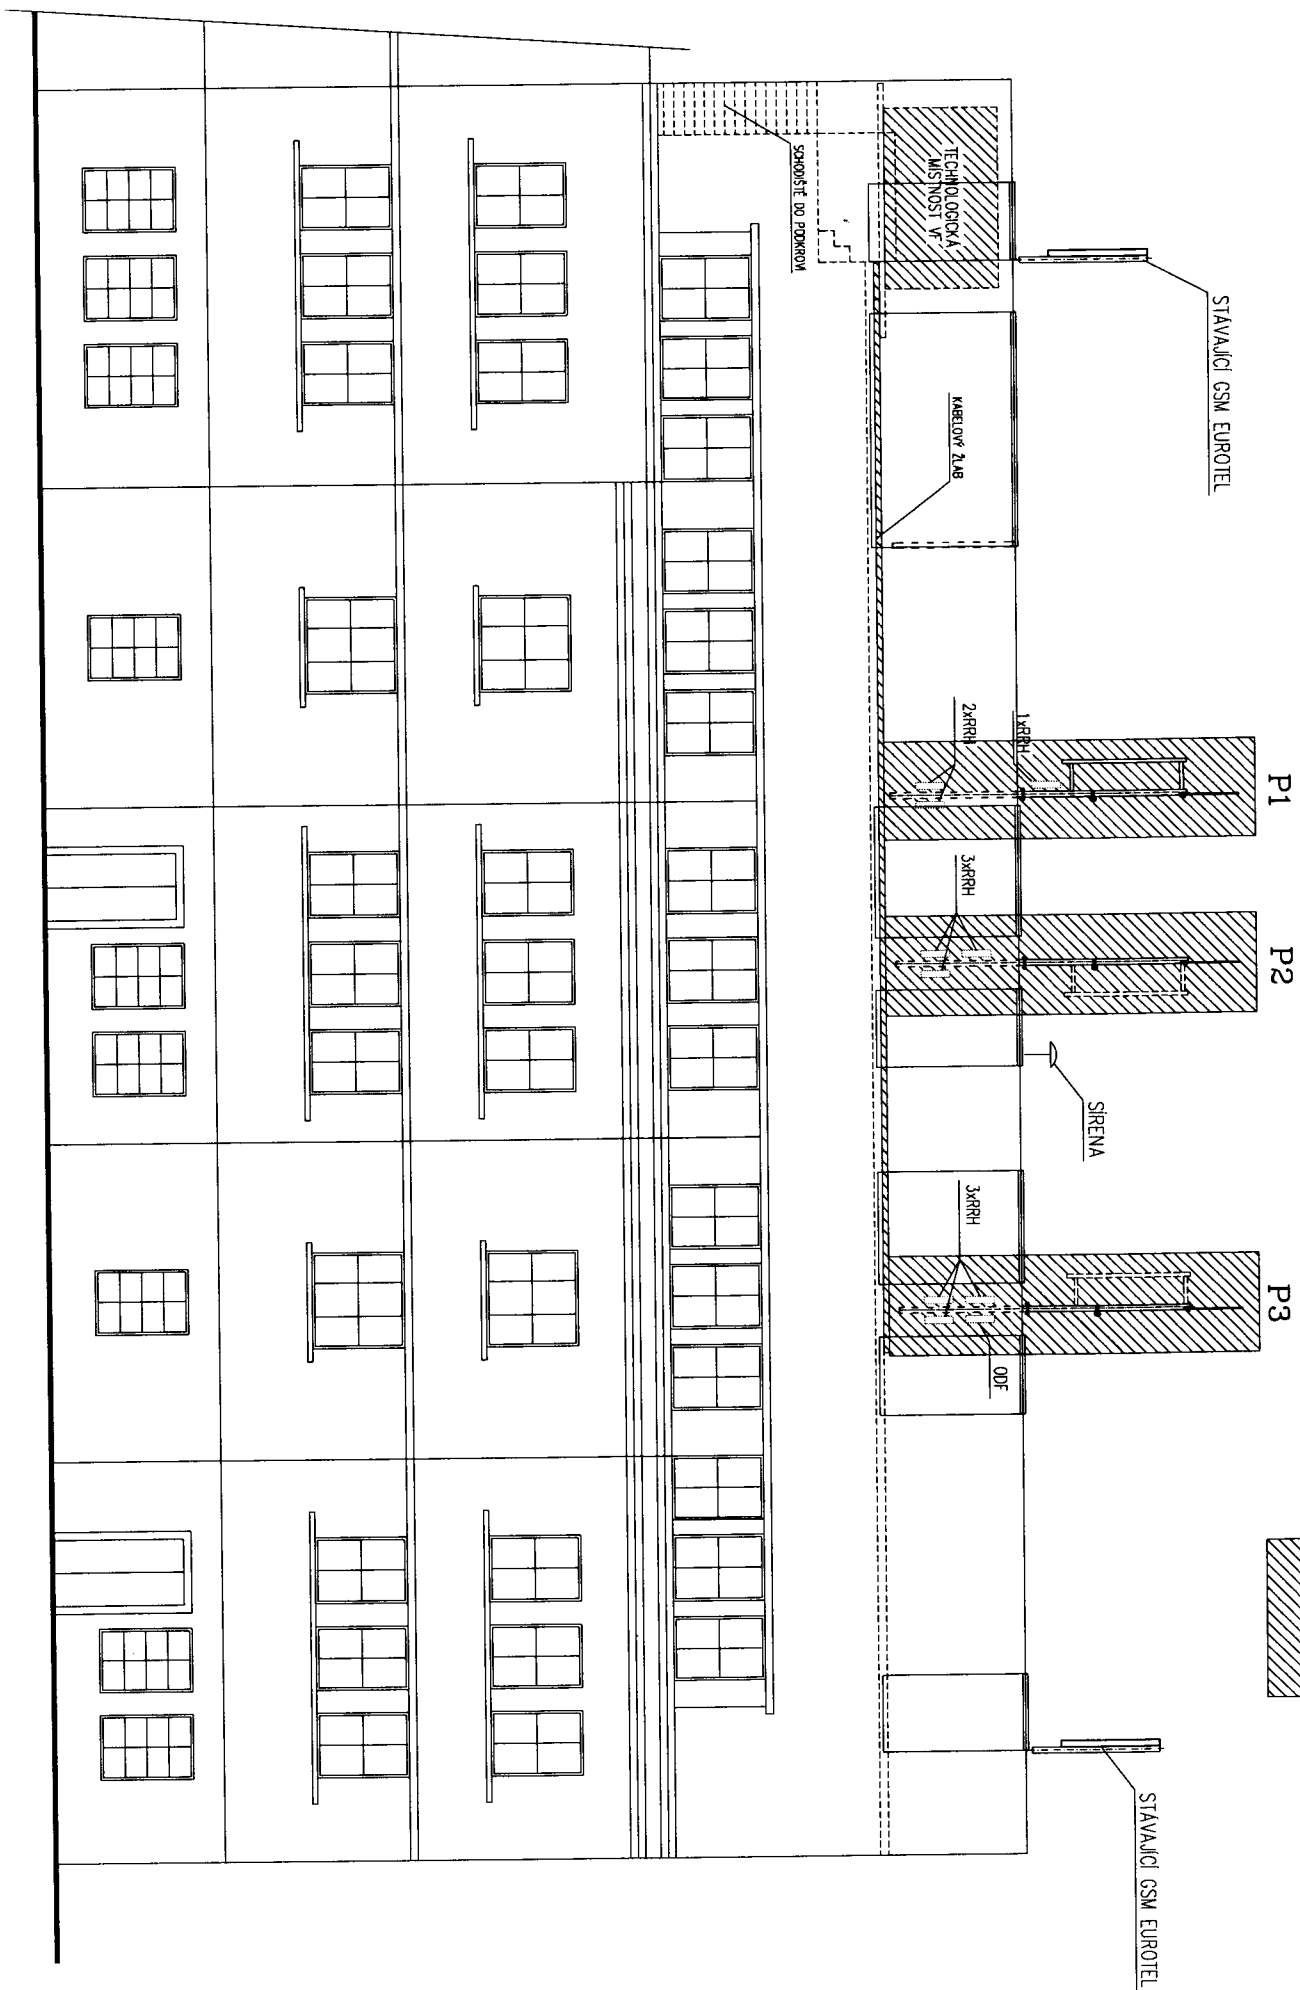 P1
P2
P3
STÁVAJÍCÍ GSM EUROTEL
STÁVAJÍCÍ GSM EUROTEL
SIRÉNA
1xRRH
2xRRH
3xRRH
3xRRH
ODF
TECHNOLOGICKÁ
MÍSTNOST VF
KABELOVÝ ŽLAB
SCHODIŠTĚ DO PODKROVÍ